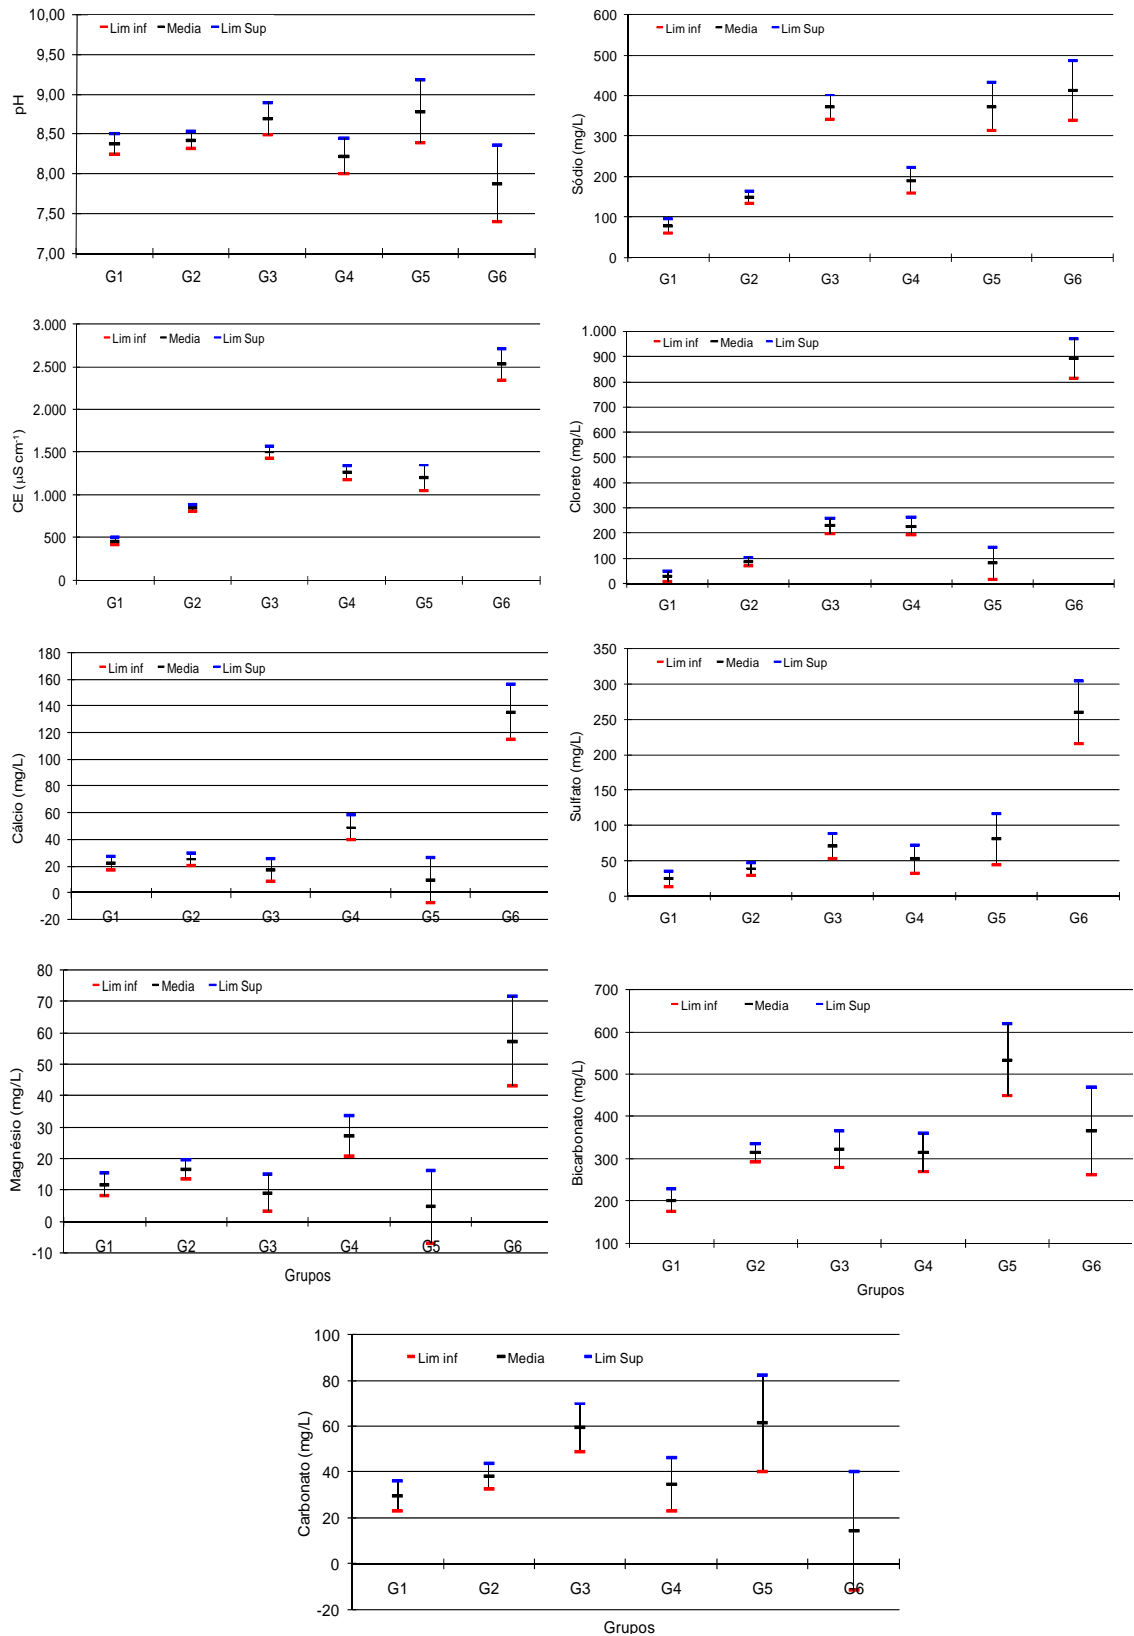 10,00
9,50
9,00
8,50
8,00
7,50
7,00
pH
Lim inf Media Lim Sup
G1 G2 G3 G4 G5 G6
600
500
400
300
200
100
0
Sódio (mg/L)
Lim inf Media Lim Sup
G1 G2 G3 G4 G5 G6
3.000
2.500
2.000
1.500
1.000
500
0
CE (µS cm⁻¹)
Lim inf Media Lim Sup
G1 G2 G3 G4 G5 G6
1.000
900
800
700
600
500
400
300
200
100
0
Cloreto (mg/L)
Lim inf Media Lim Sup
G1 G2 G3 G4 G5 G6
180
160
140
120
100
80
60
40
20
0
-20
Cálcio (mg/L)
Lim inf Media Lim Sup
G1 G2 G3 G4 G5 G6
350
300
250
200
150
100
50
0
Sulfato (mg/L)
Lim inf Media Lim Sup
G1 G2 G3 G4 G5 G6
80
70
60
50
40
30
20
10
0
-10
Magnésio (mg/L)
Lim inf Media Lim Sup
G1 G2 G3 G4 G5 G6
Grupos
700
600
500
400
300
200
100
Bicarbonato (mg/L)
Lim inf Media Lim Sup
G1 G2 G3 G4 G5 G6
Grupos
100
80
60
40
20
0
-20
Carbonato (mg/L)
Lim inf Media Lim Sup
G1 G2 G3 G4 G5 G6
Grupos